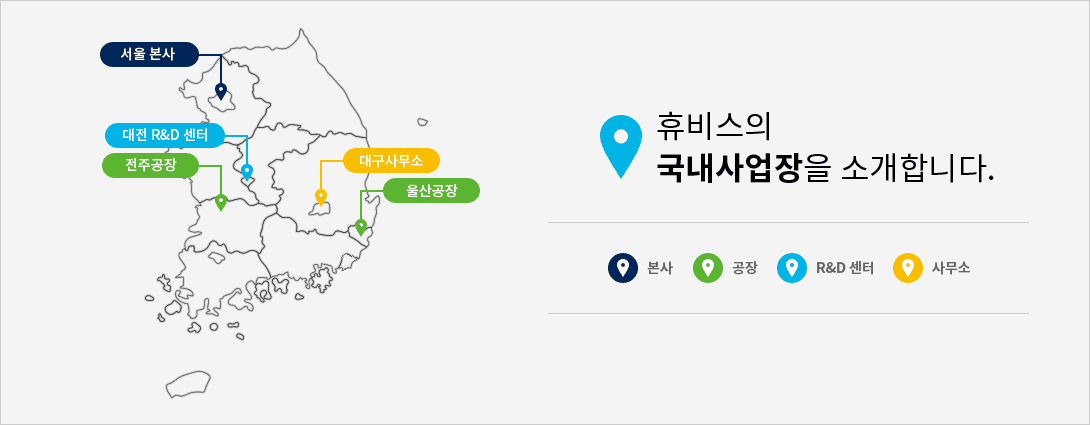 서울 본사
대전 R&D 센터
전주공장
대구사무소
울산공장
휴비스의
국내사업장을 소개합니다.
본사
공장
R&D 센터
사무소